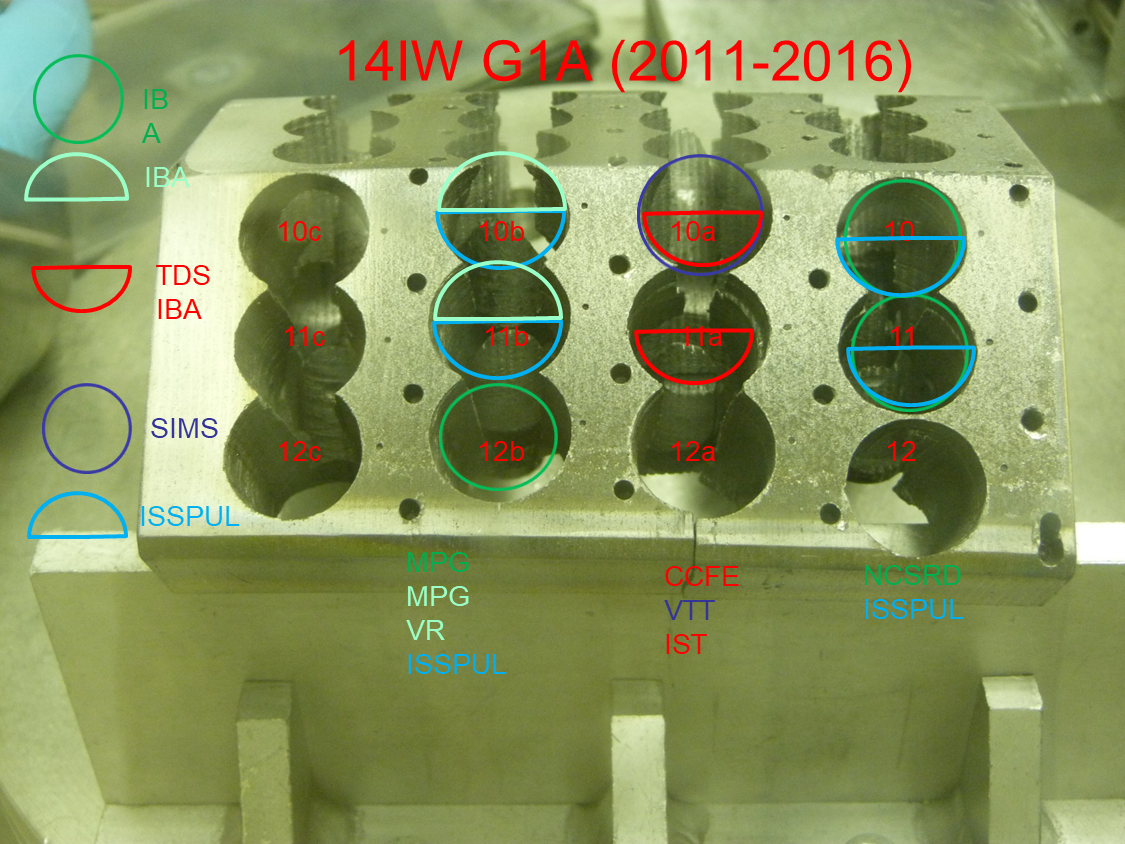 14IW G1A (2011-2016)
IB
A
IBA
TDS
IBA
SIMS
ISSPUL
10c
10b
10a
10
11c
11b
11a
11
12c
12b
12a
12
MPG
MPG
VR
ISSPUL
CCFE
VTT
IST
NCSRD
ISSPUL